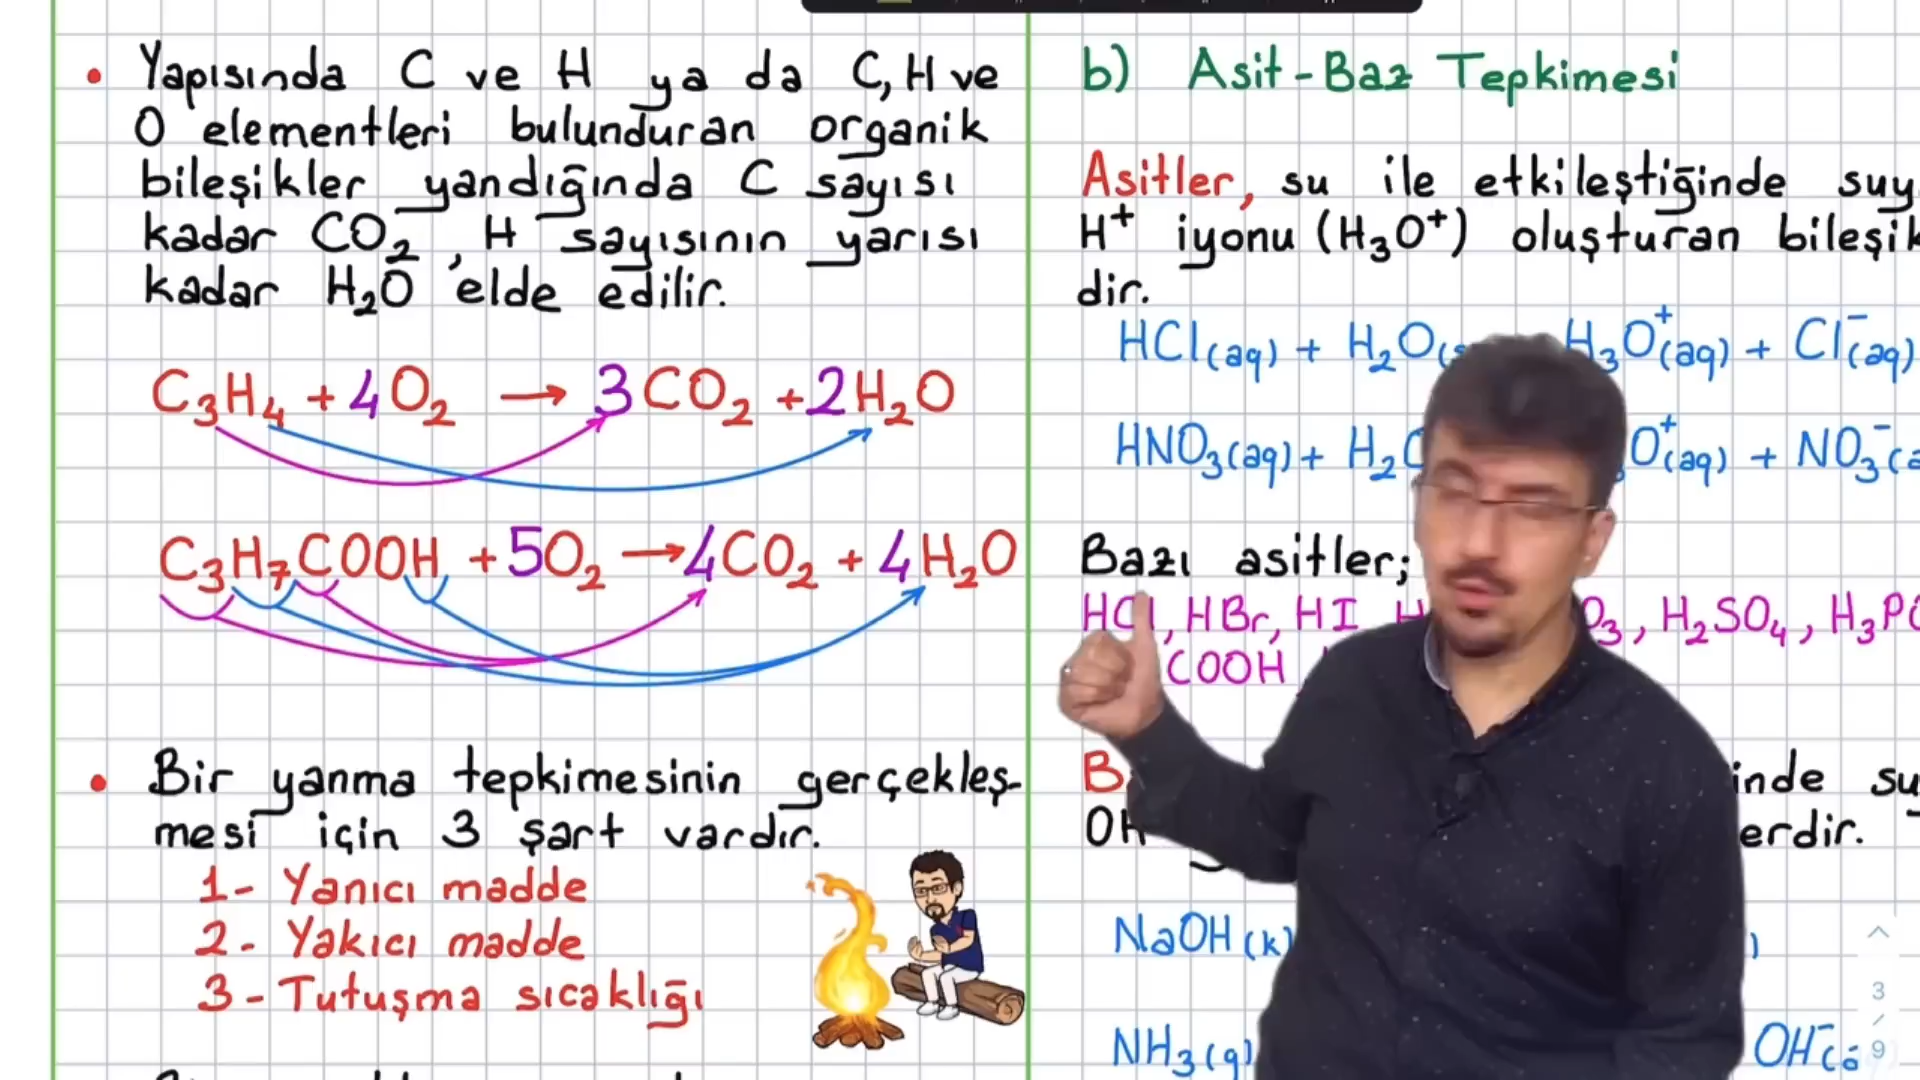 • Yapısında C ve H ya da C, H ve
O elementleri bulunduran organik
bileşikler yandığında C sayısı
kadar CO₂, H sayısının yarısı
kadar H₂O elde edilir.
C₃H₄ + 4O₂ → 3CO₂ + 2H₂O
C₃H₇COOH + 5O₂ → 4CO₂ + 4H₂O
• Bir yanma tepkimesinin gerçekleş-
mesi için 3 şart vardır.
1- Yanıcı madde
2- Yakıcı madde
3- Tutuşma sıcaklığı
b) Asit-Baz Tepkimesi
Asitler, su ile etkileştiğinde
H⁺ iyonu (H₃O⁺) oluşturan
dir.
HCl(aq) + H₂O H₃O⁺(aq) + Cl⁻(aq)
HNO₃(aq) + O⁺(aq) + NO₃⁻
Bazı asitler;
HCl, HBr, HI, O₃, H₂SO₄,
COOH
inde
erdir.
NaOH(k)
NH₃(g) OH⁻
3
/
9